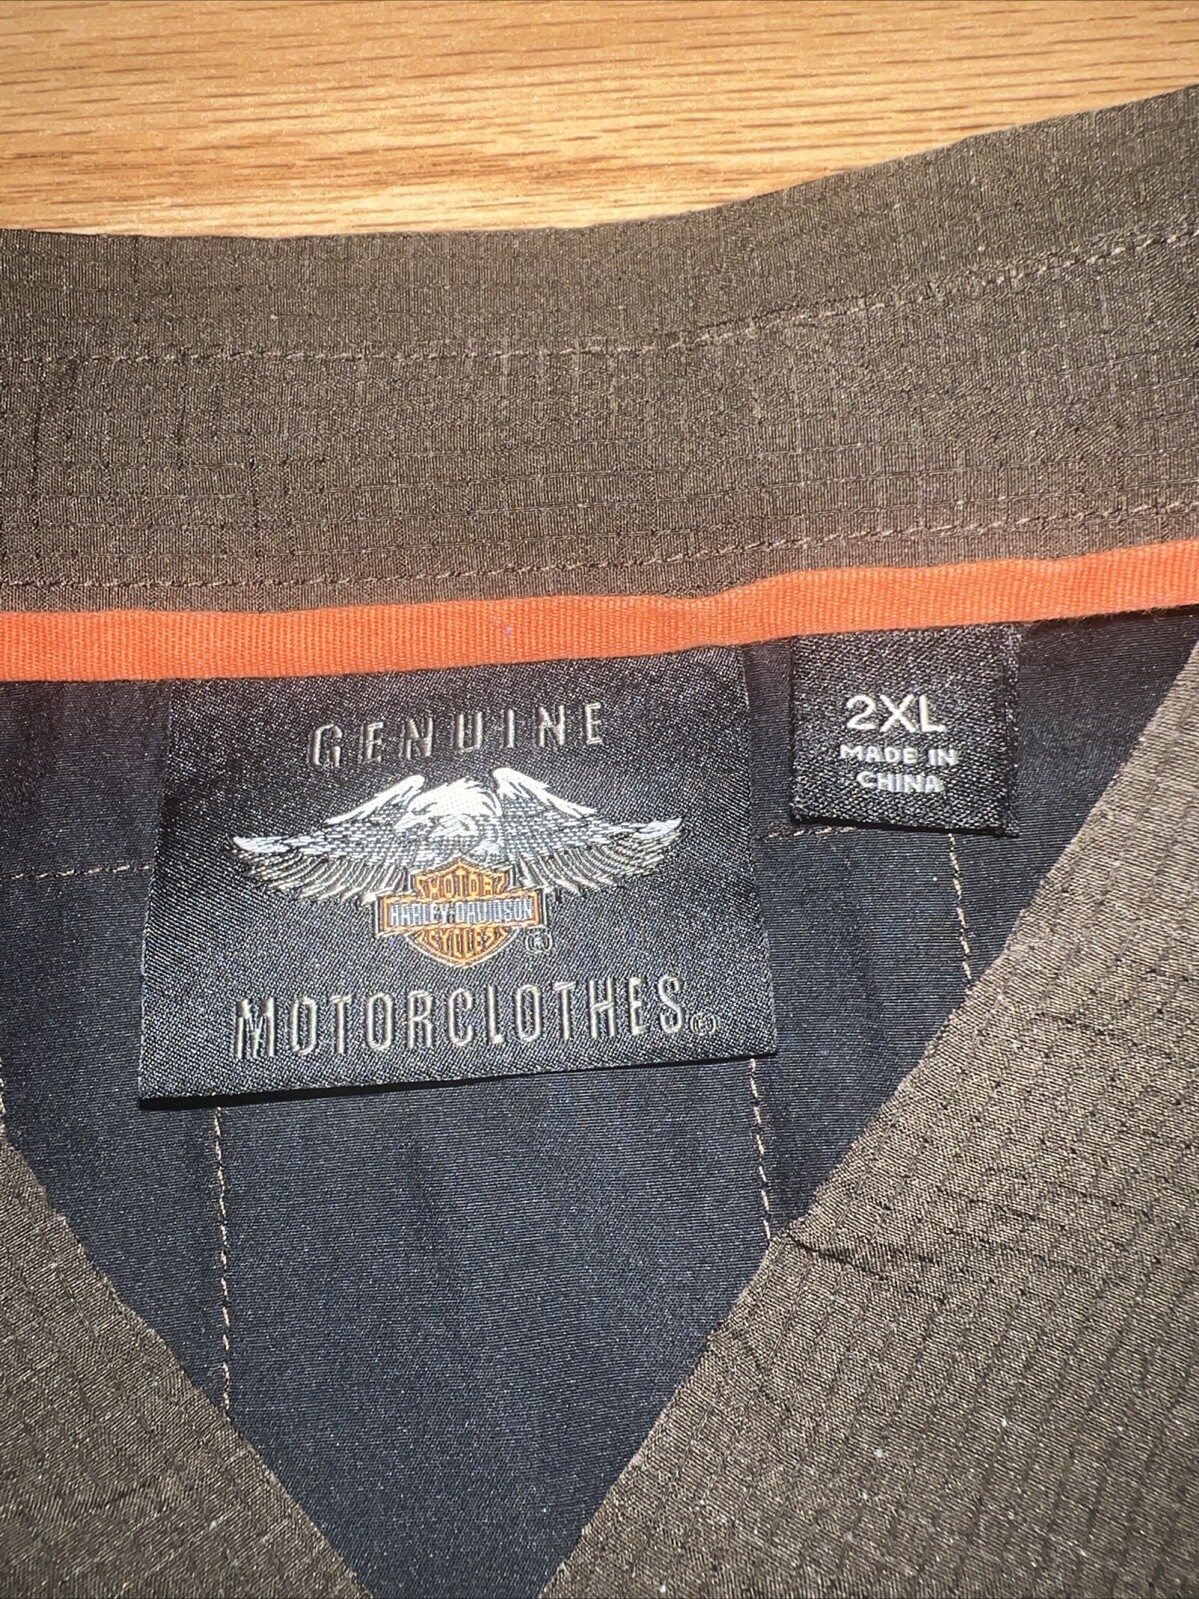 GENUINE
MOTOR
HARLEY-DAVIDSON
CYCLES
®
MOTORCLOTHES®
2XL
MADE IN
CHINA